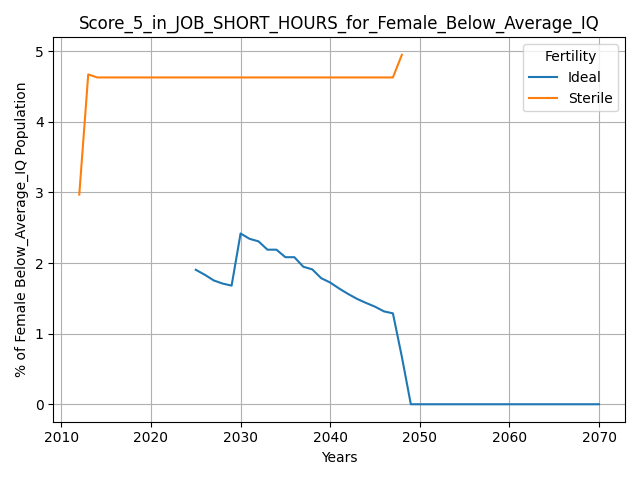 Score_5_in_JOB_SHORT_HOURS_for_Female_Below_Average_IQ
% of Female Below_Average_IQ Population
5
4
3
2
1
0
Fertility
Ideal
Sterile
2010 2020 2030 2040 2050 2060 2070
Years